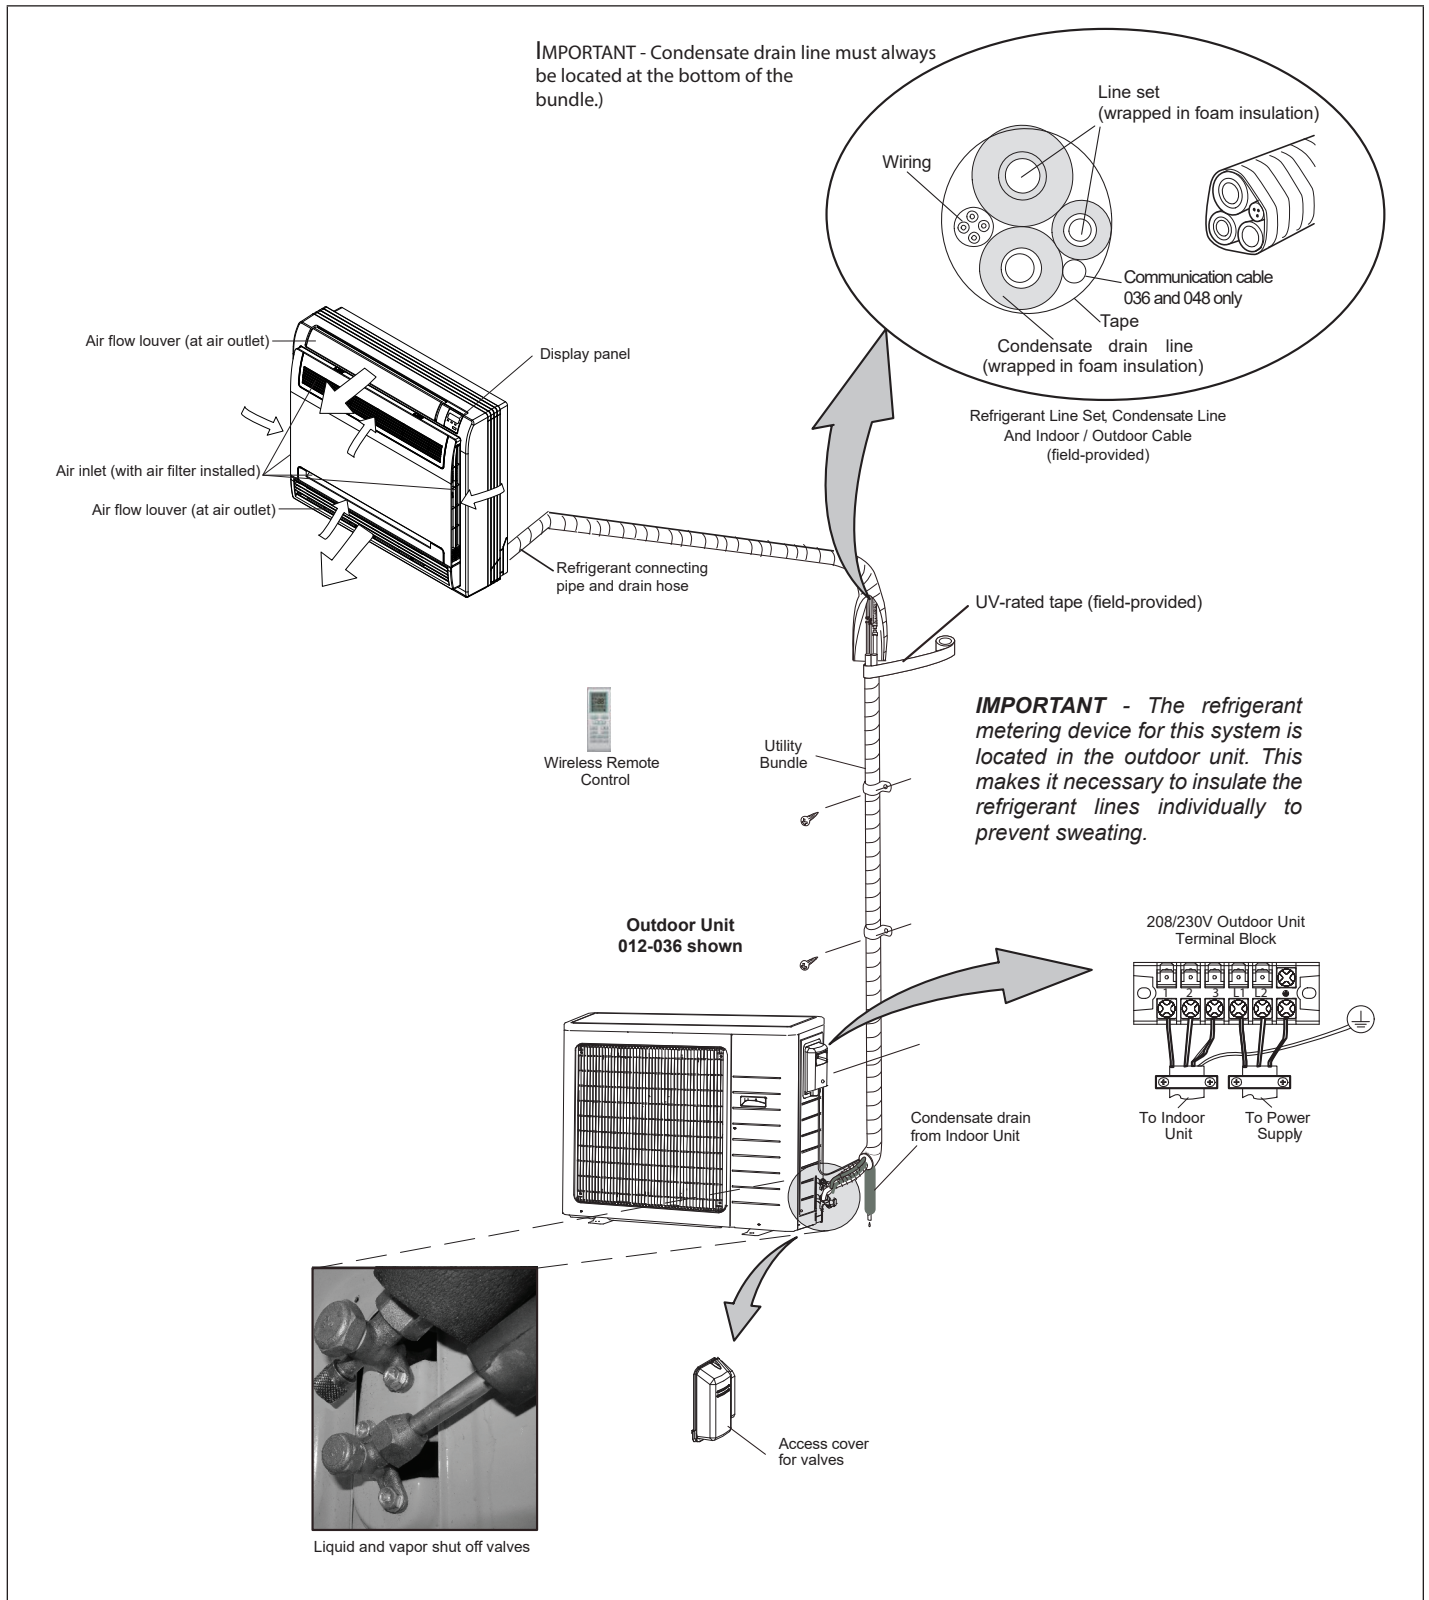 IMPORTANT - Condensate drain line must always
be located at the bottom of the
bundle.)
Line set
(wrapped in foam insulation)
Wiring
Communication cable
036 and 048 only
Tape
Condensate drain line
(wrapped in foam insulation)
Refrigerant Line Set, Condensate Line
And Indoor / Outdoor Cable
(field-provided)
Air flow louver (at air outlet)
Display panel
Air inlet (with air filter installed)
Air flow louver (at air outlet)
Refrigerant connecting
pipe and drain hose
UV-rated tape (field-provided)
Wireless Remote
Control
Utility
Bundle
IMPORTANT - The refrigerant
metering device for this system is
located in the outdoor unit. This
makes it necessary to insulate the
refrigerant lines individually to
prevent sweating.
Outdoor Unit
012-036 shown
208/230V Outdoor Unit
Terminal Block
1 2 3 L1 L2
To Indoor
Unit
To Power
Supply
Condensate drain
from Indoor Unit
Access cover
for valves
Liquid and vapor shut off valves